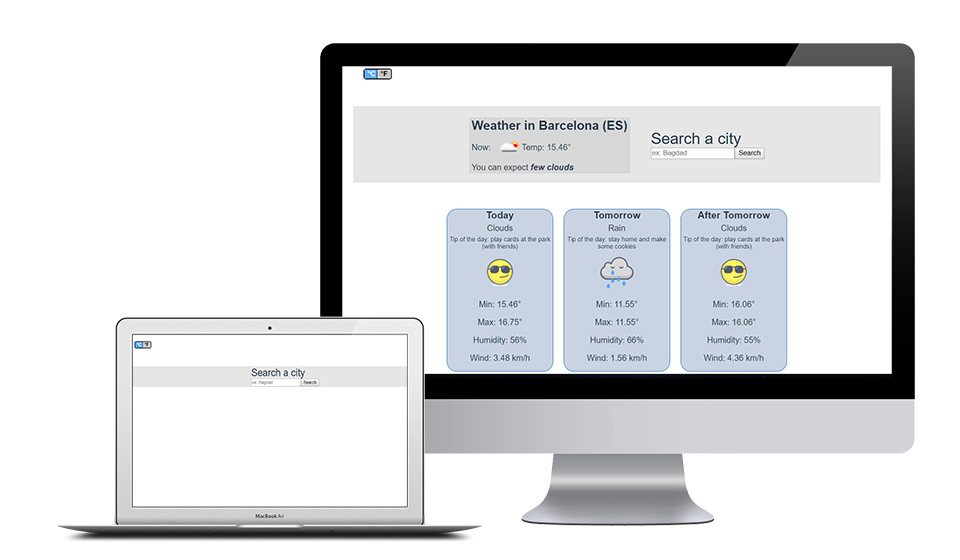 °C °F
Weather in Barcelona (ES)
Now: Temp: 15.46°
You can expect few clouds
Search a city
ex. Bagdad Search
Today
Clouds
Tip of the day: play cards at the park
(with friends)
Min: 15.46°
Max: 16.75°
Humidity: 56%
Wind: 3.48 km/h
Tomorrow
Rain
Tip of the day: stay home and make
some cookies
Min: 11.55°
Max: 11.55°
Humidity: 66%
Wind: 1.56 km/h
After Tomorrow
Clouds
Tip of the day: play cards at the park
(with friends)
Min: 16.06°
Max: 16.06°
Humidity: 55%
Wind: 4.36 km/h
°C °F
Search a city
ex. Bagdad Search
MacBook Air